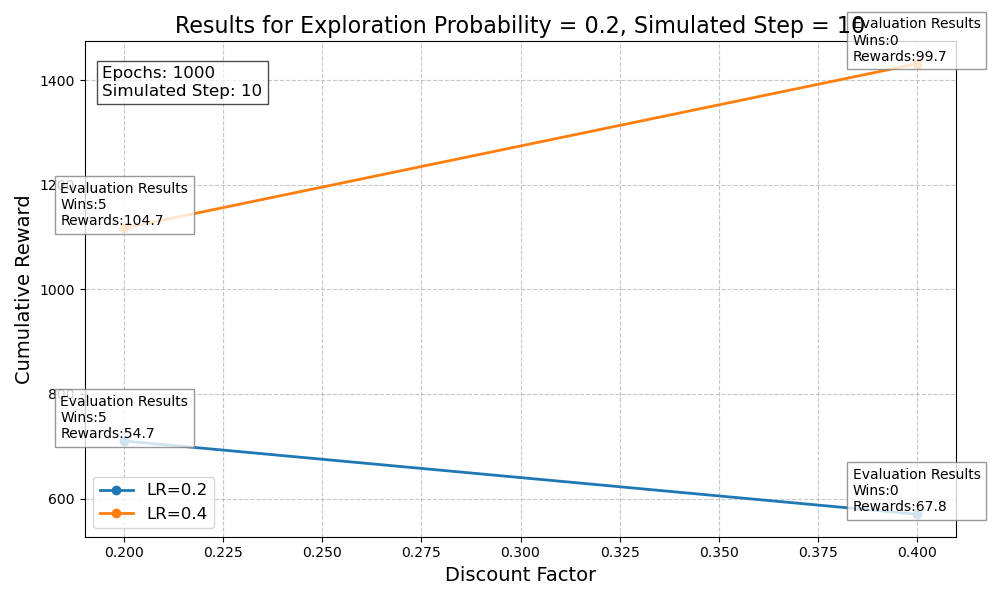 Results for Exploration Probability = 0.2, Simulated Step = 10
Evaluation Results
Wins:0
Rewards:99.7
Epochs: 1000
Simulated Step: 10
Evaluation Results
Wins:5
Rewards:104.7
Evaluation Results
Wins:5
Rewards:54.7
Evaluation Results
Wins:0
Rewards:67.8
LR=0.2
LR=0.4
1400
1200
1000
800
600
Cumulative Reward
0.200 0.225 0.250 0.275 0.300 0.325 0.350 0.375 0.400
Discount Factor